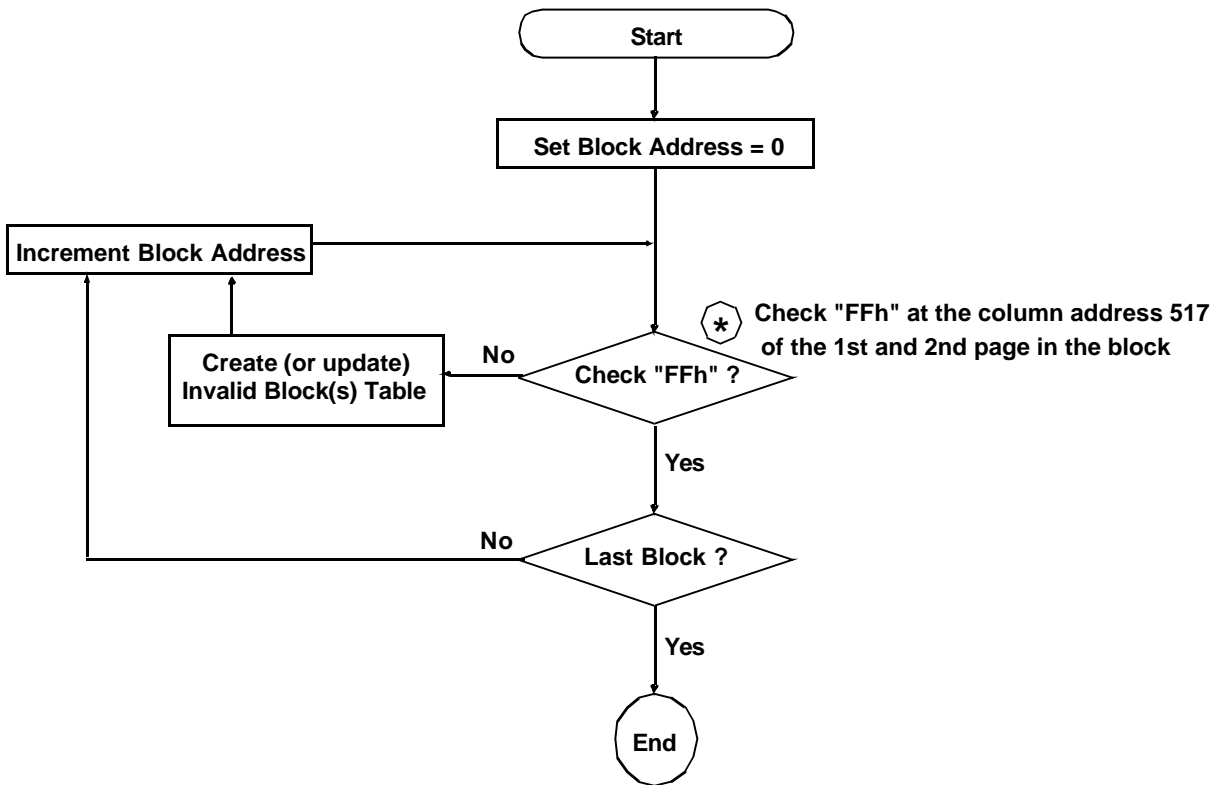 Start
Set Block Address = 0
Increment Block Address
* Check "FFh" at the column address 517
of the 1st and 2nd page in the block
Create (or update)
Invalid Block(s) Table
No
Check "FFh" ?
Yes
No
Last Block ?
Yes
End